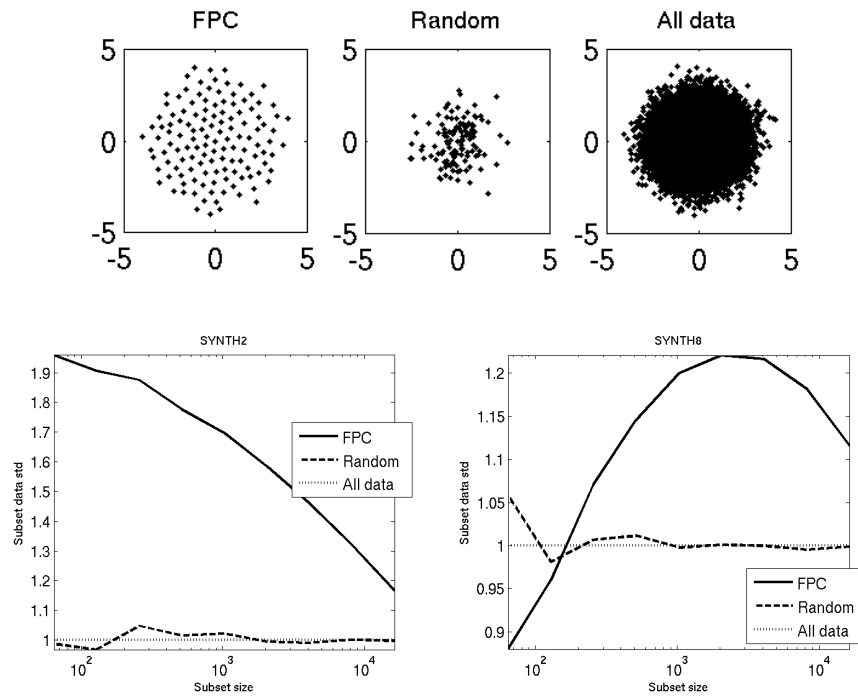 FPC Random All data
5 5 5
0 0 0
-5 -5 -5
-5 0 5 -5 0 5 -5 0 5
SYNTH2
1.9
1.8
1.7
1.6
1.5
1.4
1.3
1.2
1.1
1
Subset data std
FPC
Random
All data
10^2 10^3 10^4
Subset size
SYNTH8
1.2
1.15
1.1
1.05
1
0.95
0.9
Subset data std
FPC
Random
All data
10^2 10^3 10^4
Subset size